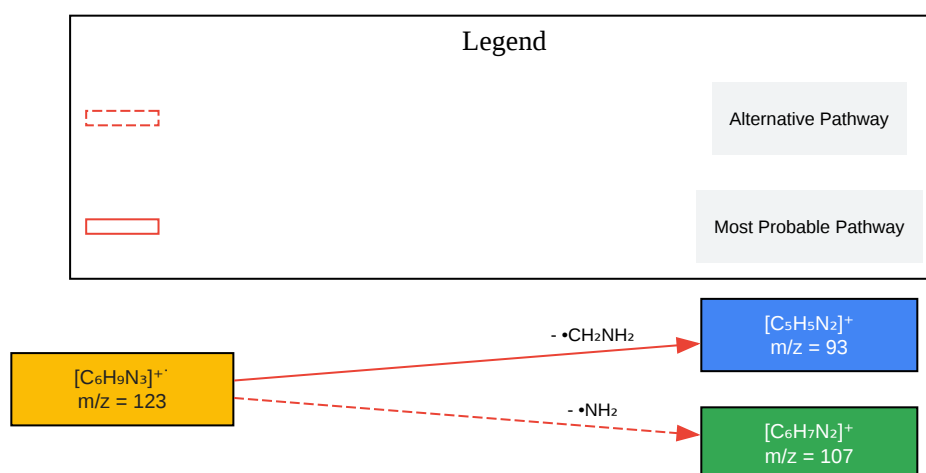 Legend
Alternative Pathway
Most Probable Pathway
- •CH₂NH₂
[C₅H₅N₂]⁺
m/z = 93
[C₆H₉N₃]⁺˙
m/z = 123
- •NH₂
[C₆H₇N₂]⁺
m/z = 107